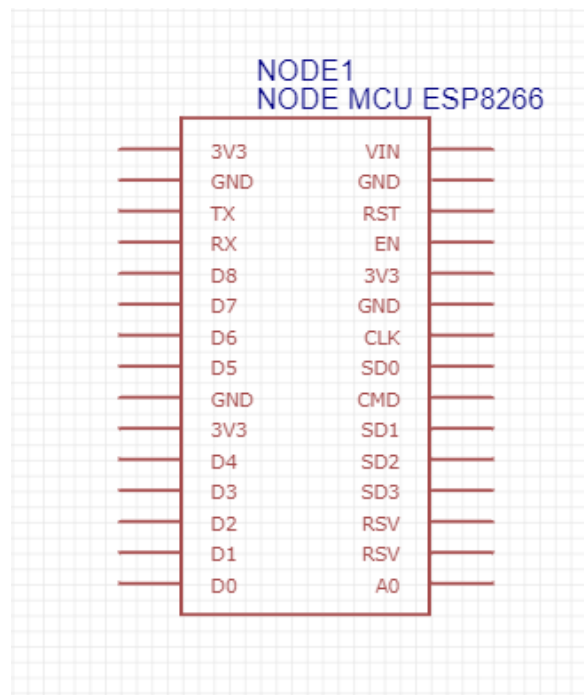 NODE1
NODE MCU ESP8266
3V3 VIN
GND GND
TX RST
RX EN
D8 3V3
D7 GND
D6 CLK
D5 SD0
GND CMD
3V3 SD1
D4 SD2
D3 SD3
D2 RSV
D1 RSV
D0 A0